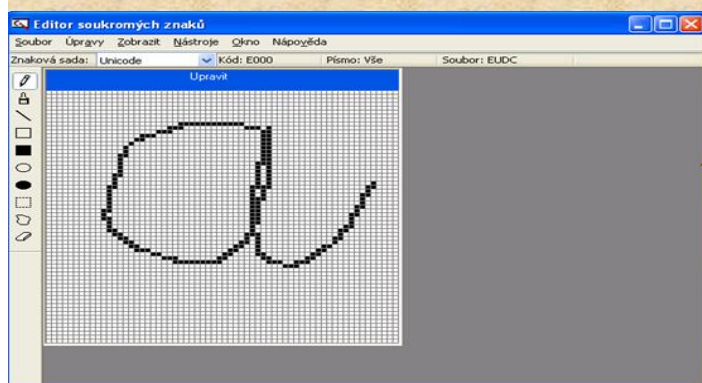 Editor soukromých znaků
Soubor Úpravy Zobrazit Nástroje Okno Nápověda
Znaková sada: Unicode Kód: E000 Písmo: Vše Soubor: EUDC
Upravit
a